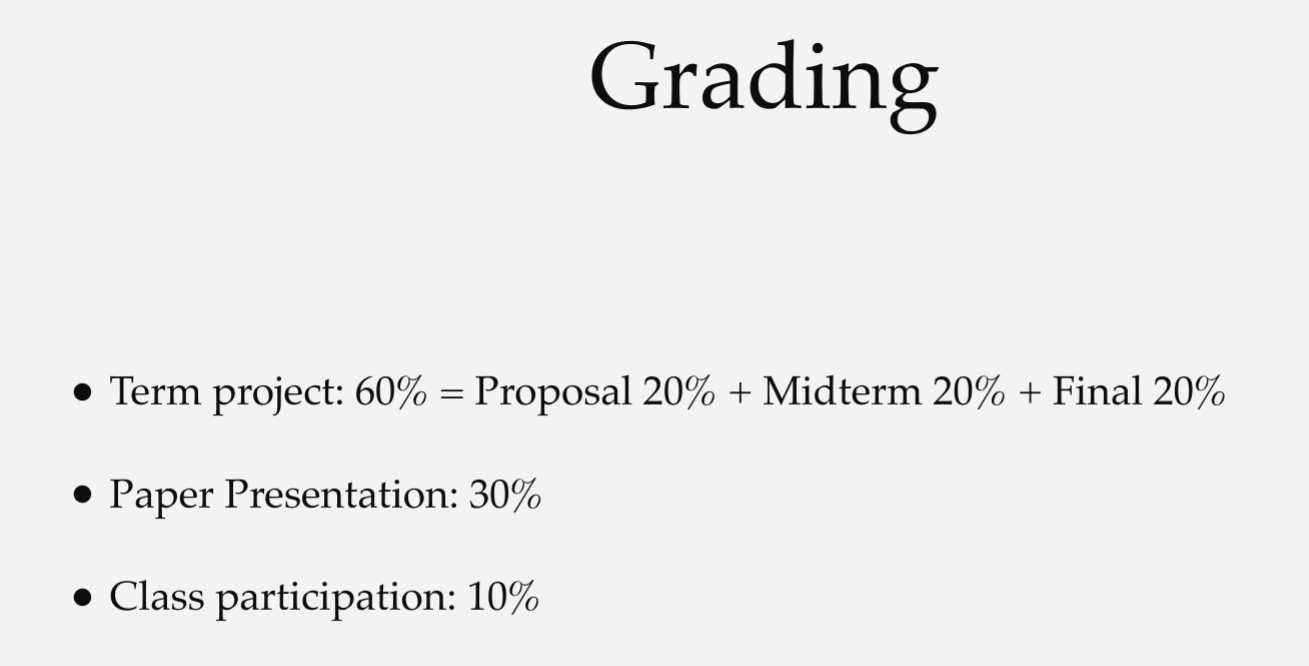 Grading
• Term project: 60% = Proposal 20% + Midterm 20% + Final 20%
• Paper Presentation: 30%
• Class participation: 10%